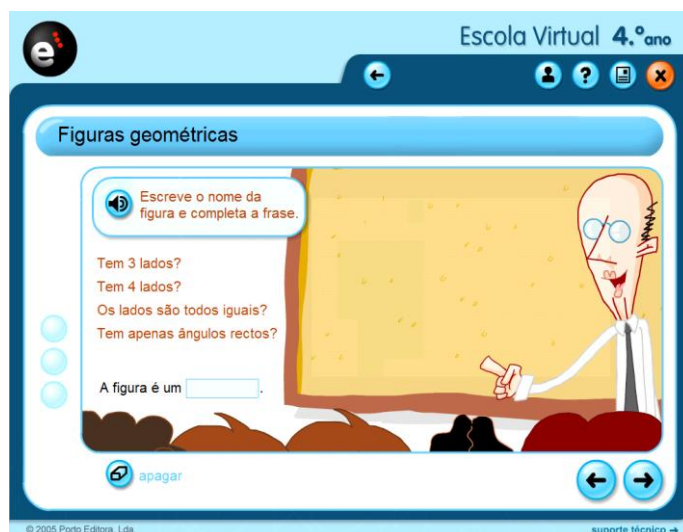 Escola Virtual 4.ºano
e
Figuras geométricas
Escreve o nome da
figura e completa a frase.
Tem 3 lados?
Tem 4 lados?
Os lados são todos iguais?
Tem apenas ângulos rectos?
A figura é um .
apagar
© 2005 Porto Editora, Lda
suporte técnico